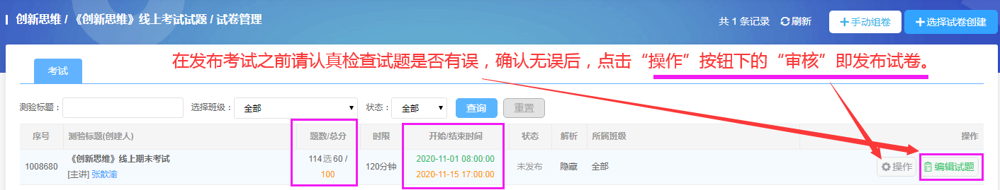 创新思维 / 《创新思维》线上考试试题 / 试卷管理
共 1 条记录 刷新 手动组卷 选择试卷创建
在发布考试之前请认真检查试题是否有误，确认无误后，点击“操作”按钮下的“审核”即发布试卷。
考试
测验标题： 选择班级： 全部 状态： 全部 查询 重置
序号 测验标题(创建人) 题数/总分 时限 开始/结束时间 状态 解析 所属班级 操作
1008680 《创新思维》线上期末考试 114选60 / 120分钟 2020-11-01 08:00:00 未发布 隐藏 全部 操作 编辑试题
[主讲] 张歆渝 100 2020-11-15 17:00:00